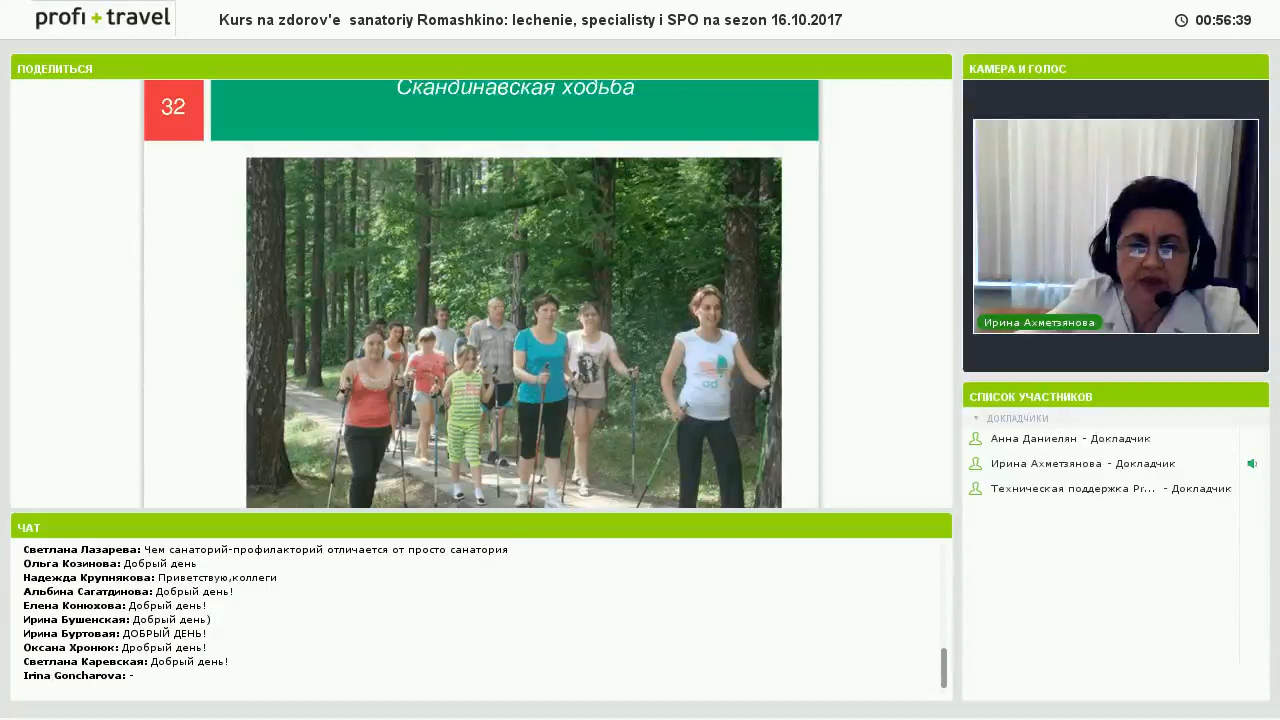 profi + travel
Kurs na zdorov'e sanatoriy Romashkino: lechenie, specialisty i SPO na sezon 16.10.2017
00:56:39
ПОДЕЛИТЬСЯ
32
Скандинавская ходьба
ad
КАМЕРА И ГОЛОС
Ирина Ахметзянова
СПИСОК УЧАСТНИКОВ
ДОКЛАДЧИКИ
Анна Даниелян - Докладчик
Ирина Ахметзянова - Докладчик
Техническая поддержка Pr... - Докладчик
ЧАТ
Светлана Лазарева: Чем санаторий-профилакторий отличается от просто санатория
Ольга Козинова: Добрый день
Надежда Крупнякова: Приветствую,коллеги
Альбина Сагатдинова: Добрый день!
Елена Конюхова: Добрый день!
Ирина Бушенская: Добрый день)
Ирина Буртовая: ДОБРЫЙ ДЕНЬ!
Оксана Хронюк: Дробрый день!
Светлана Каревская: Добрый день!
Irina Goncharova: -